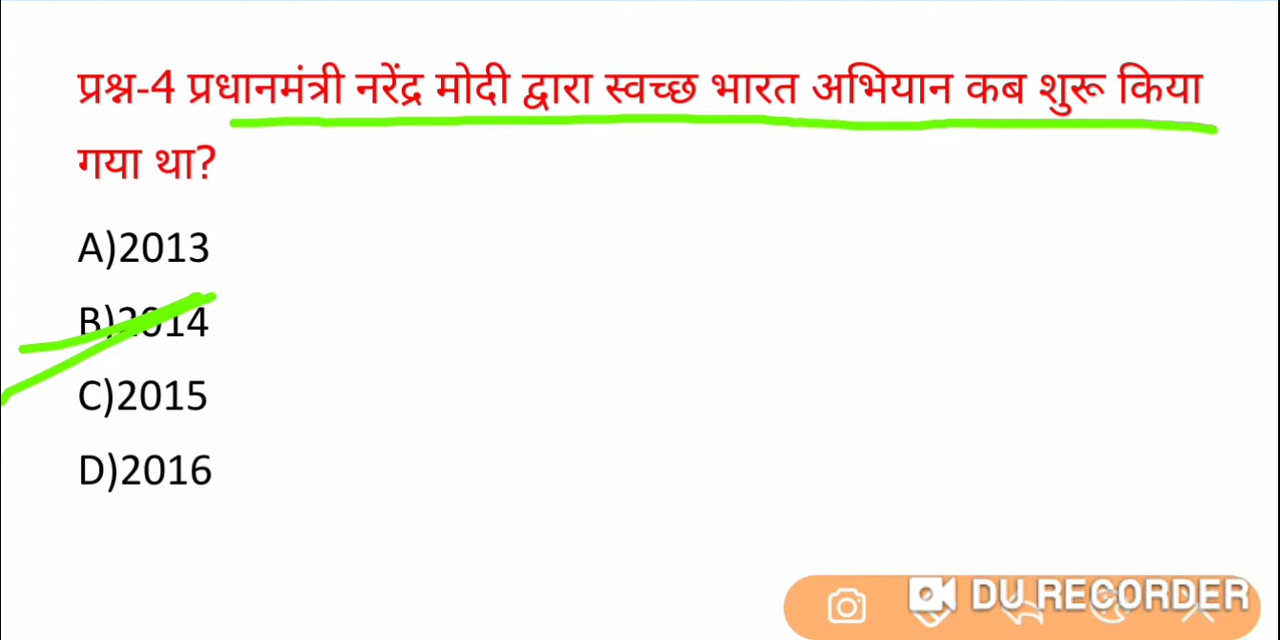 प्रश्न-4 प्रधानमंत्री नरेंद्र मोदी द्वारा स्वच्छ भारत अभियान कब शुरू किया
गया था?
A)2013
B)2014
C)2015
D)2016
DU RECORDER